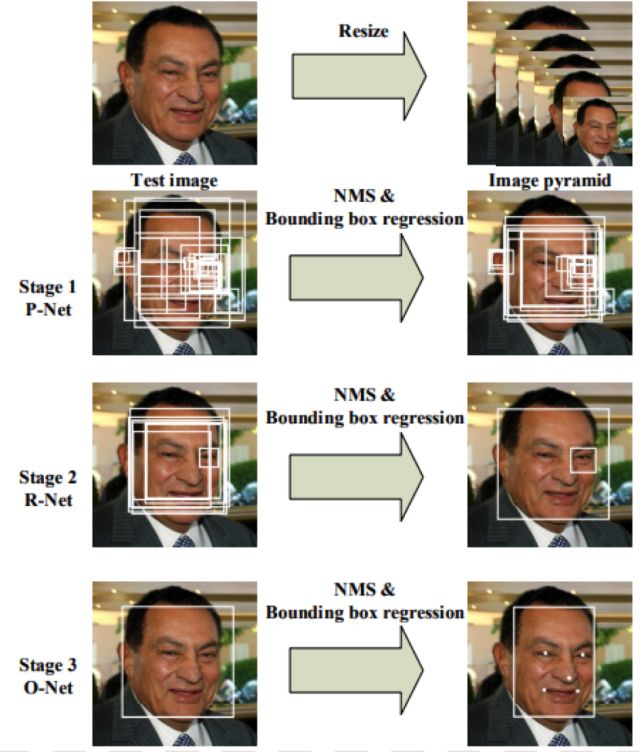 Resize
Test image
Image pyramid
NMS &
Bounding box regression
Stage 1
P-Net
NMS &
Bounding box regression
Stage 2
R-Net
NMS &
Bounding box regression
Stage 3
O-Net